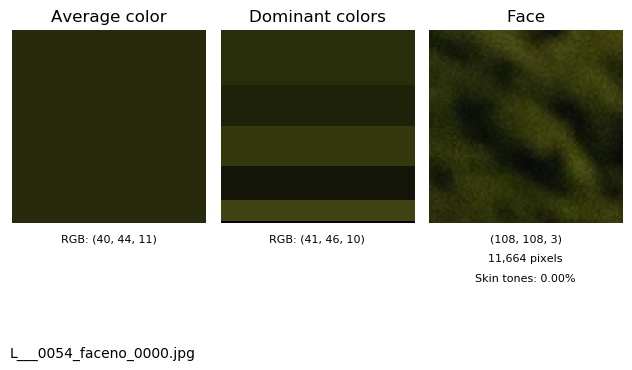 Average color
Dominant colors
Face
RGB: (40, 44, 11)
RGB: (41, 46, 10)
(108, 108, 3)
11,664 pixels
Skin tones: 0.00%
L___0054_faceno_0000.jpg